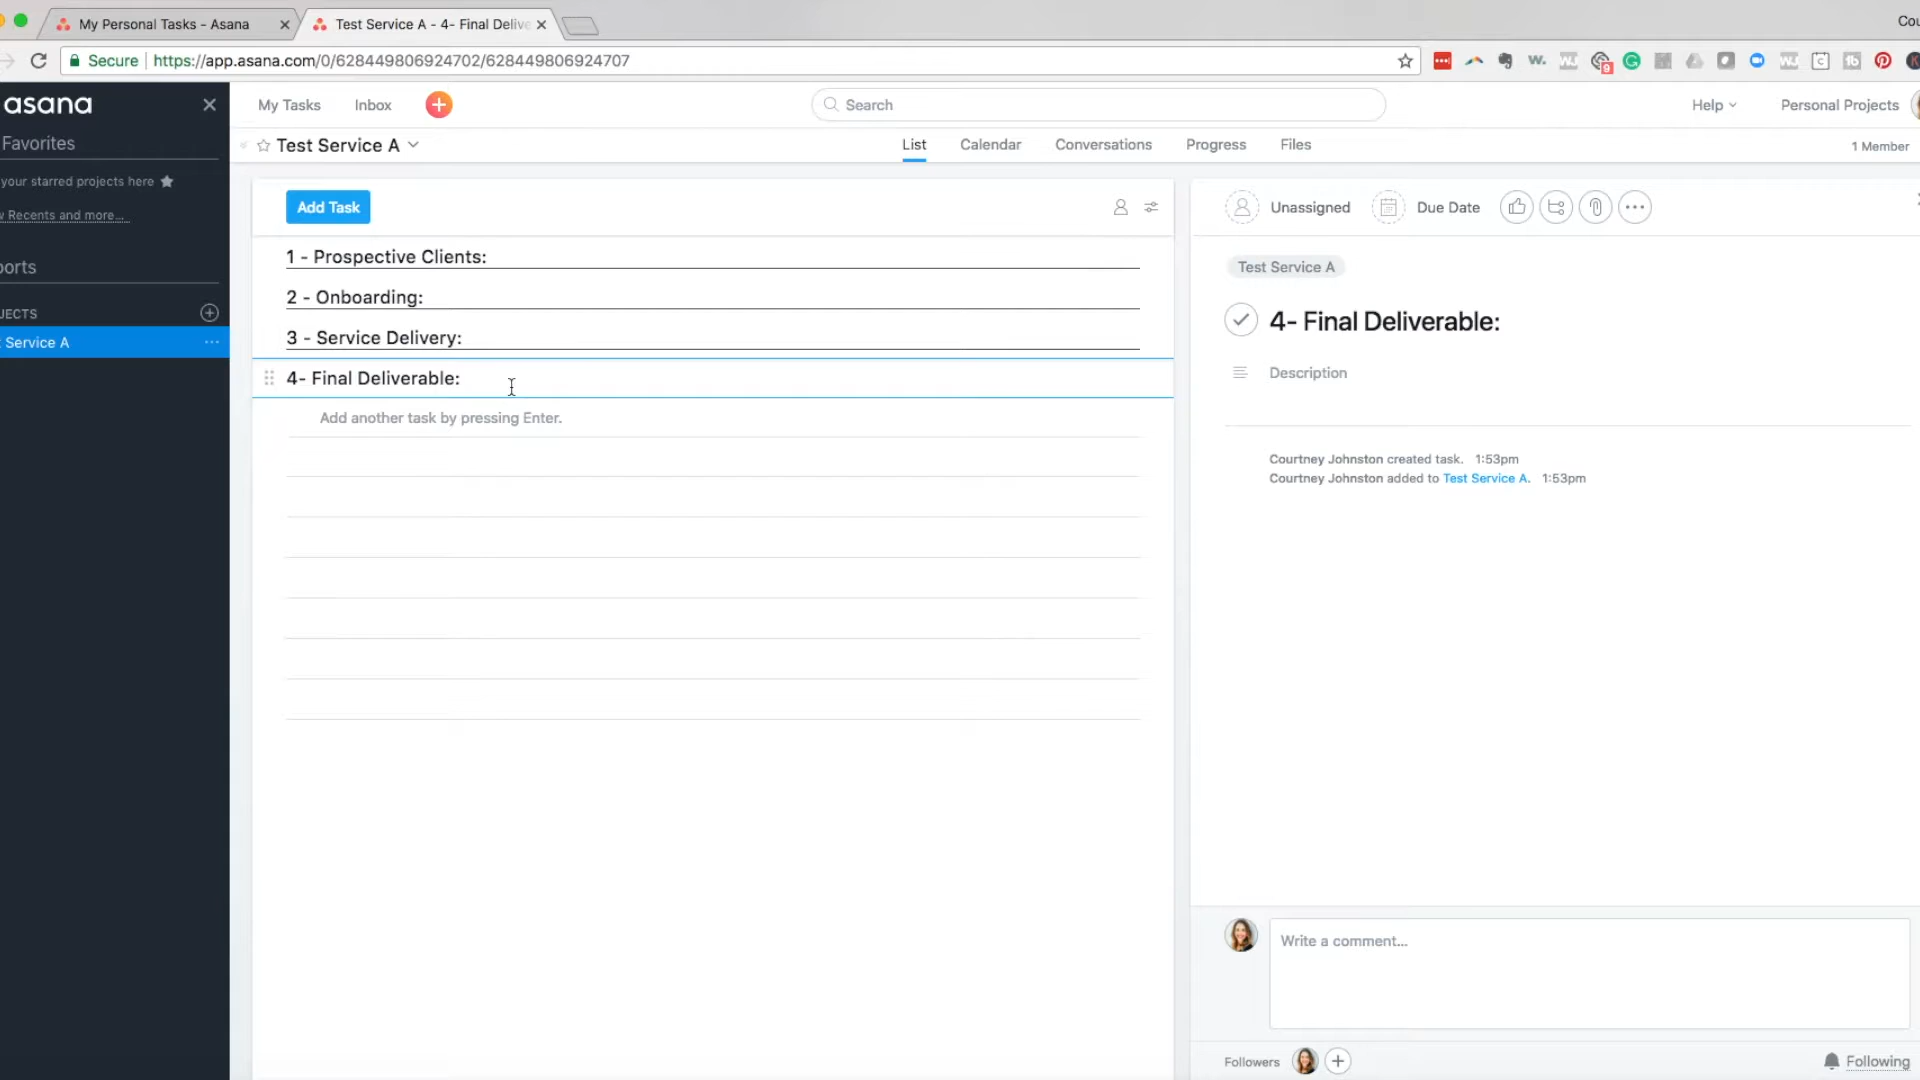 My Personal Tasks - Asana
Test Service A - 4- Final Delive
Cou
Secure
https://app.asana.com/0/628449806924702/628449806924707
asana
My Tasks
Inbox
Search
Help
Personal Projects
Favorites
Test Service A
List
Calendar
Conversations
Progress
Files
1 Member
your starred projects here
w Recents and more...
Add Task
Unassigned
Due Date
1 - Prospective Clients:
orts
Test Service A
2 - Onboarding:
JECTS
4- Final Deliverable:
3 - Service Delivery:
Service A
4- Final Deliverable:
Description
Add another task by pressing Enter.
Courtney Johnston created task. 1:53pm
Courtney Johnston added to Test Service A. 1:53pm
Write a comment...
Followers
Following